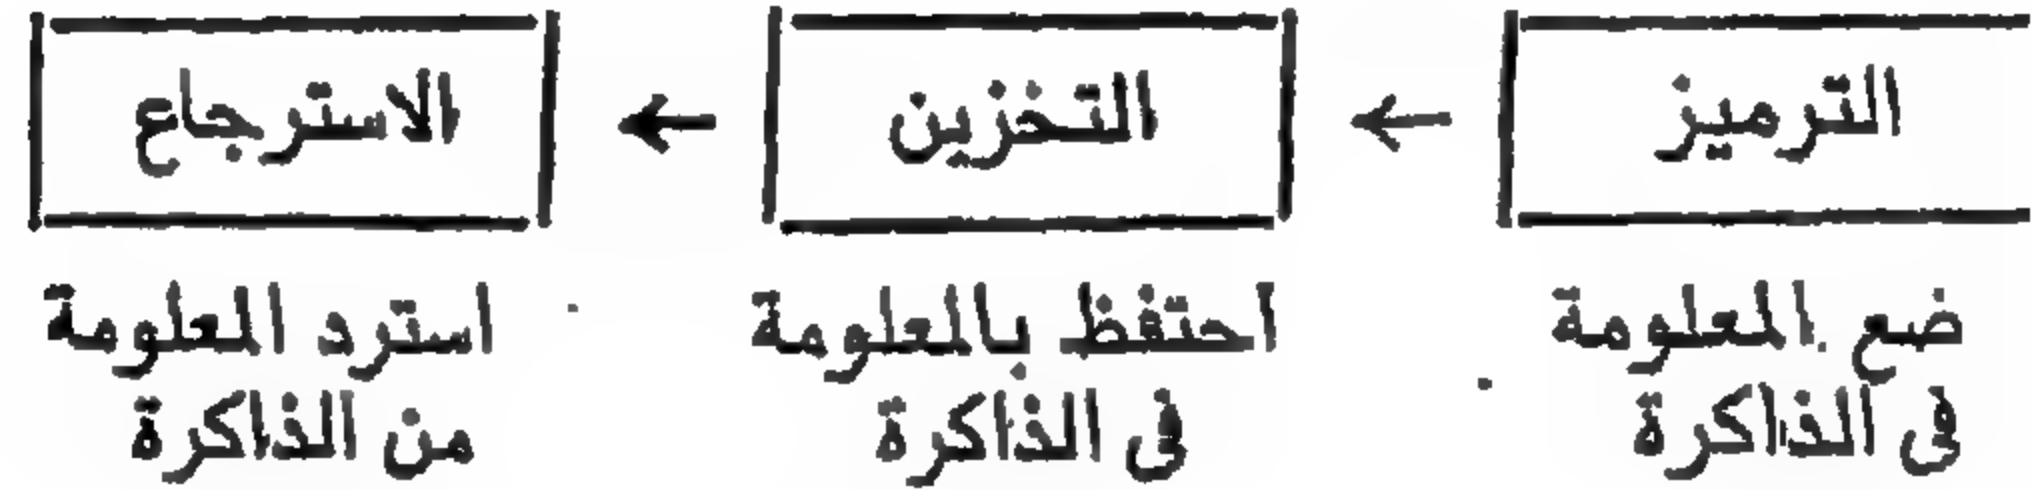 الترميز ← التخزين ← الاسترجاع
ضع المعلومة احتفظ بالمعلومة استرد المعلومة
فى الذاكرة فى الذاكرة من الذاكرة